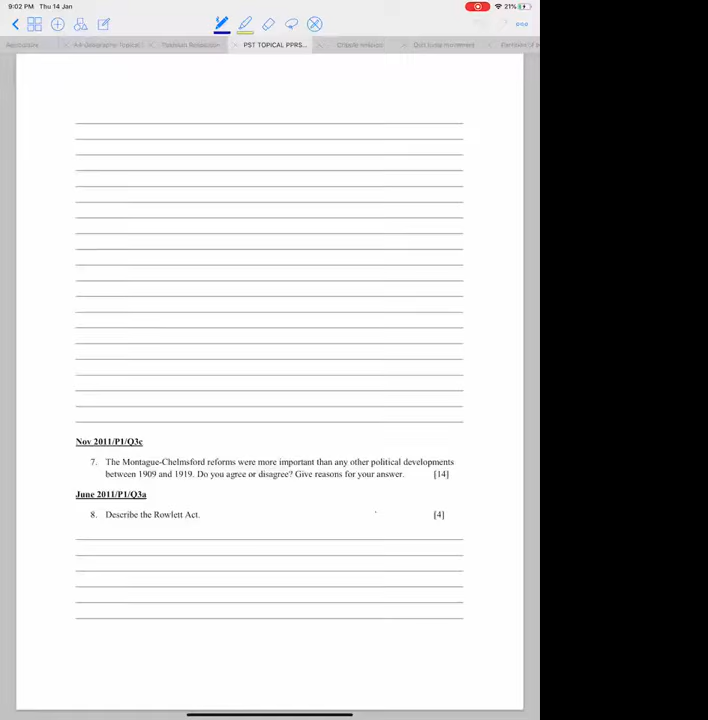 9:02 PM Thu 14 Jan
21%
PST TOPICAL PPRS...
Nov 2011/P1/Q3c
7. The Montague-Chelmsford reforms were more important than any other political developments
between 1909 and 1919. Do you agree or disagree? Give reasons for your answer. [14]
June 2011/P1/Q3a
8. Describe the Rowlett Act. [4]